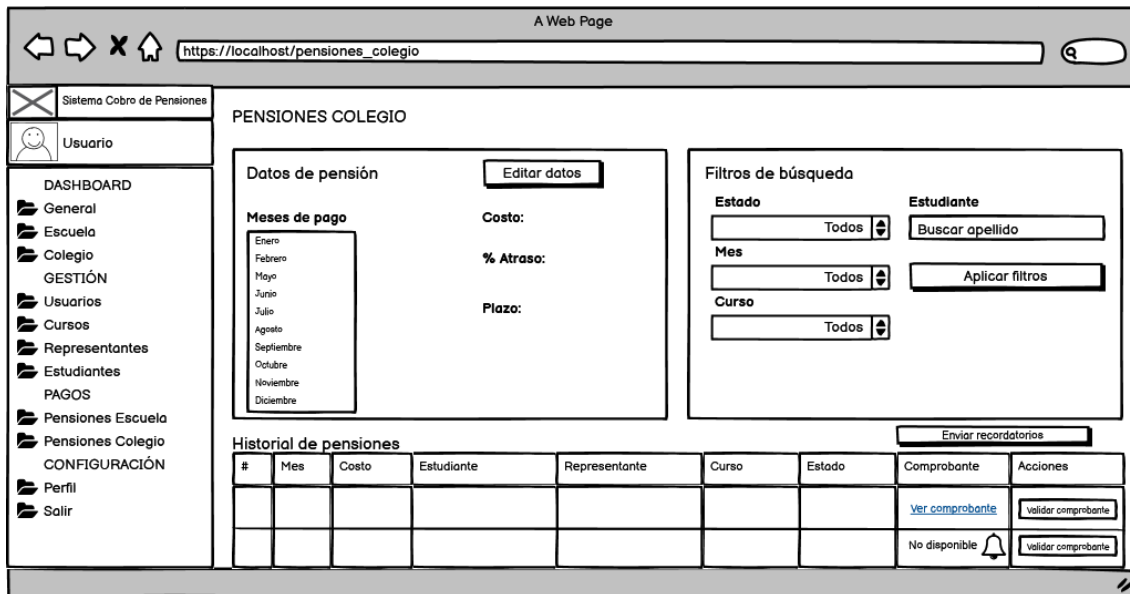 A Web Page
https://localhost/pensiones_colegio
Sistema Cobro de Pensiones
Usuario
DASHBOARD
General
Escuela
Colegio
GESTIÓN
Usuarios
Cursos
Representantes
Estudiantes
PAGOS
Pensiones Escuela
Pensiones Colegio
CONFIGURACIÓN
Perfil
Salir
PENSIONES COLEGIO
Datos de pensión
Editar datos
Meses de pago
Enero
Febrero
Mayo
Junio
Julio
Agosto
Septiembre
Octubre
Noviembre
Diciembre
Costo:
% Atraso:
Plazo:
Filtros de búsqueda
Estado
Todos
Mes
Todos
Curso
Todos
Estudiante
Buscar apellido
Aplicar filtros
Historial de pensiones
Enviar recordatorios
# Mes Costo Estudiante Representante Curso Estado Comprobante Acciones
Ver comprobante Validar comprobante
No disponible Validar comprobante